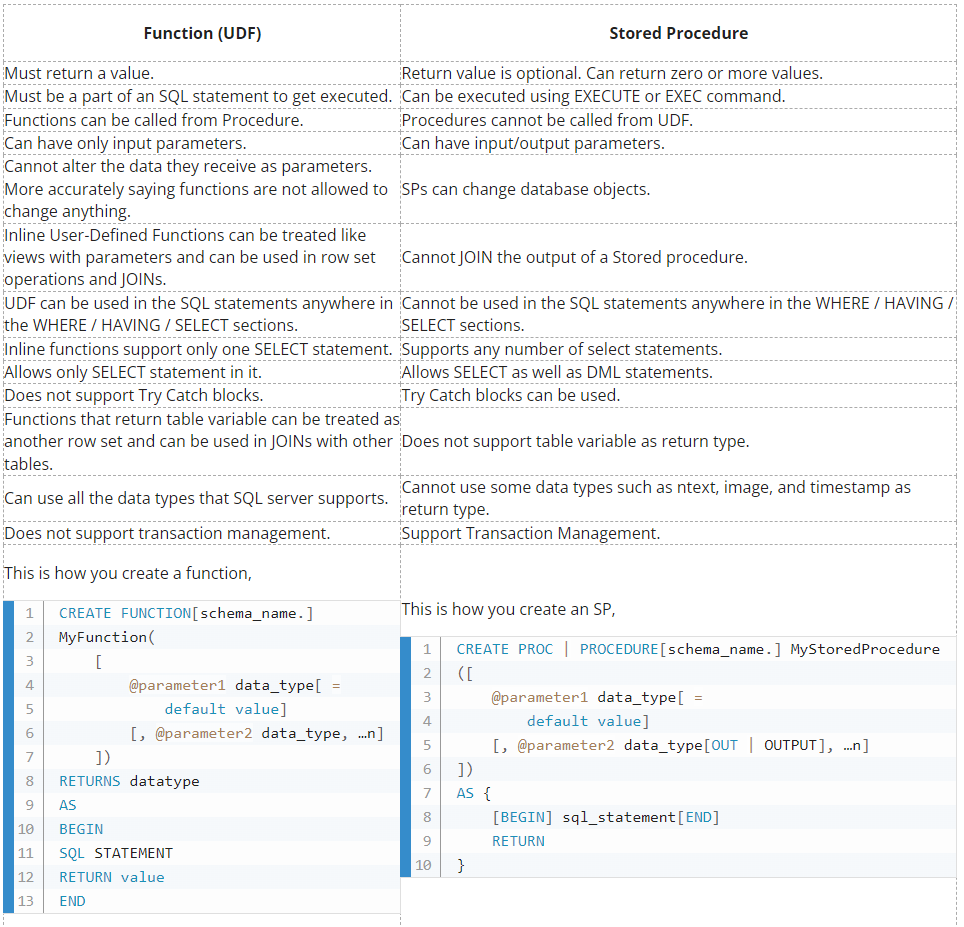 Function (UDF)
Stored Procedure
Must return a value.
Return value is optional. Can return zero or more values.
Must be a part of an SQL statement to get executed.
Can be executed using EXECUTE or EXEC command.
Functions can be called from Procedure.
Procedures cannot be called from UDF.
Can have only input parameters.
Can have input/output parameters.
Cannot alter the data they receive as parameters.
More accurately saying functions are not allowed to
change anything.
SPs can change database objects.
Inline User-Defined Functions can be treated like
views with parameters and can be used in row set
operations and JOINs.
Cannot JOIN the output of a Stored procedure.
UDF can be used in the SQL statements anywhere in
the WHERE / HAVING / SELECT sections.
Cannot be used in the SQL statements anywhere in the WHERE / HAVING /
SELECT sections.
Inline functions support only one SELECT statement.
Supports any number of select statements.
Allows only SELECT statement in it.
Allows SELECT as well as DML statements.
Does not support Try Catch blocks.
Try Catch blocks can be used.
Functions that return table variable can be treated as
another row set and can be used in JOINs with other
tables.
Does not support table variable as return type.
Can use all the data types that SQL server supports.
Cannot use some data types such as ntext, image, and timestamp as
return type.
Does not support transaction management.
Support Transaction Management.
This is how you create a function,
1 CREATE FUNCTION[schema_name.]
2 MyFunction(
3 [
4 @parameter1 data_type[ =
5 default value]
6 [, @parameter2 data_type, …n]
7 ])
8 RETURNS datatype
9 AS
10 BEGIN
11 SQL STATEMENT
12 RETURN value
13 END
This is how you create an SP,
1 CREATE PROC | PROCEDURE[schema_name.] MyStoredProcedure
2 ([
3 @parameter1 data_type[ =
4 default value]
5 [, @parameter2 data_type[OUT | OUTPUT], …n]
6 ])
7 AS {
8 [BEGIN] sql_statement[END]
9 RETURN
10 }